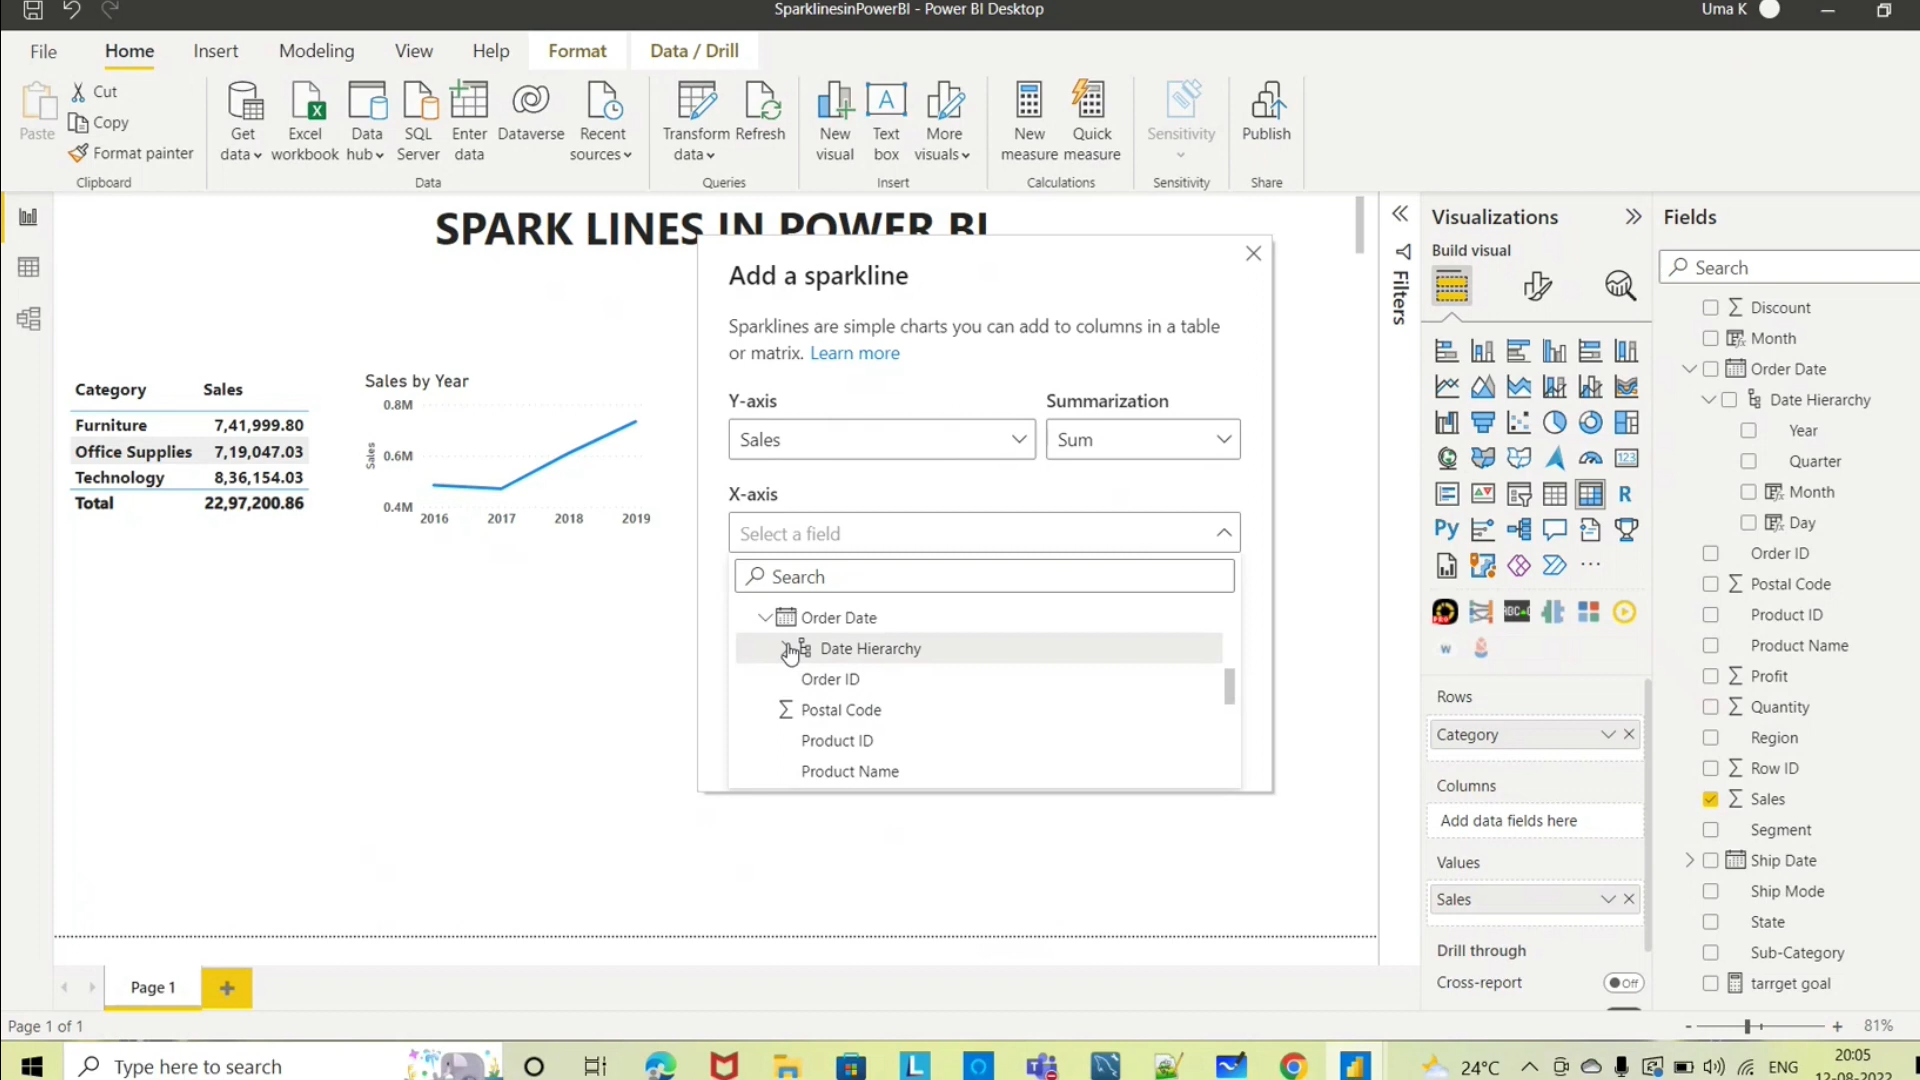 SparklinesinPowerBI - Power BI Desktop
Uma K
File Home Insert Modeling View Help Format Data / Drill
Paste
Cut
Copy
Format painter
Clipboard
Get data
Excel workbook
Data hub
SQL Server
Enter data
Dataverse
Recent sources
Data
Transform data
Refresh
Queries
New visual
Text box
More visuals
Insert
New measure
Quick measure
Calculations
Sensitivity
Sensitivity
Publish
Share
SPARK LINES IN POWER BI
Category Sales
Furniture 7,41,999.80
Office Supplies 7,19,047.03
Technology 8,36,154.03
Total 22,97,200.86
Sales by Year
0.8M
0.6M
0.4M
Sales
2016 2017 2018 2019
Add a sparkline
Sparklines are simple charts you can add to columns in a table
or matrix. Learn more
Y-axis Summarization
Sales Sum
X-axis
Select a field
Search
Order Date
Date Hierarchy
Order ID
Postal Code
Product ID
Product Name
Filters
Visualizations
Build visual
123
R
Py
Rows
Category
Columns
Add data fields here
Values
Sales
Drill through
Cross-report Off
Fields
Search
Discount
Month
Order Date
Date Hierarchy
Year
Quarter
Month
Day
Order ID
Postal Code
Product ID
Product Name
Profit
Quantity
Region
Row ID
Sales
Segment
Ship Date
Ship Mode
State
Sub-Category
tarrget goal
Page 1
Page 1 of 1
81%
Type here to search
24°C
ENG
20:05
12-08-2022